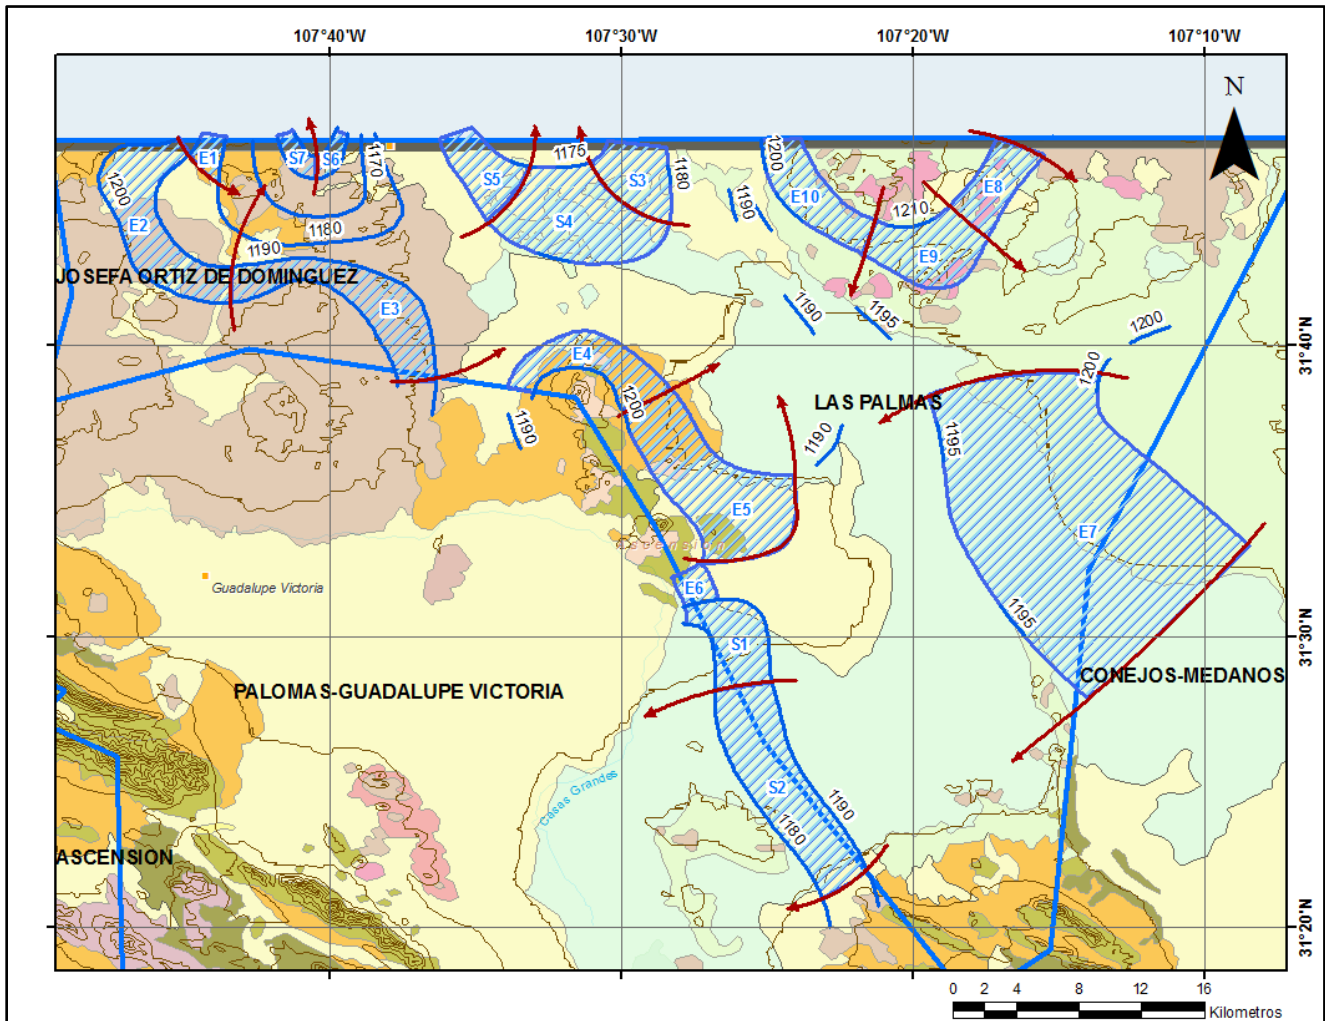 107°40'W 107°30'W 107°20'W 107°10'W
N
E1 S7 S6 1170 1175 1200 1190
S5 S3 1180 E10 1210 E8
1200 E2 1180 S4 E9
1190
JOSEFA ORTIZ DE DOMINGUEZ
E3 1190 1195 1200
31°40'N
E4 1200
1200 1190 LAS PALMAS
1190 1195
E5 E7
Ascension
Guadalupe Victoria
E6 1195
31°30'N
S1
CONEJOS-MEDANOS
PALOMAS-GUADALUPE VICTORIA
Casas Grandes
S2 1190
1180
ASCENSION
31°20'N
0 2 4 8 12 16
Kilometros